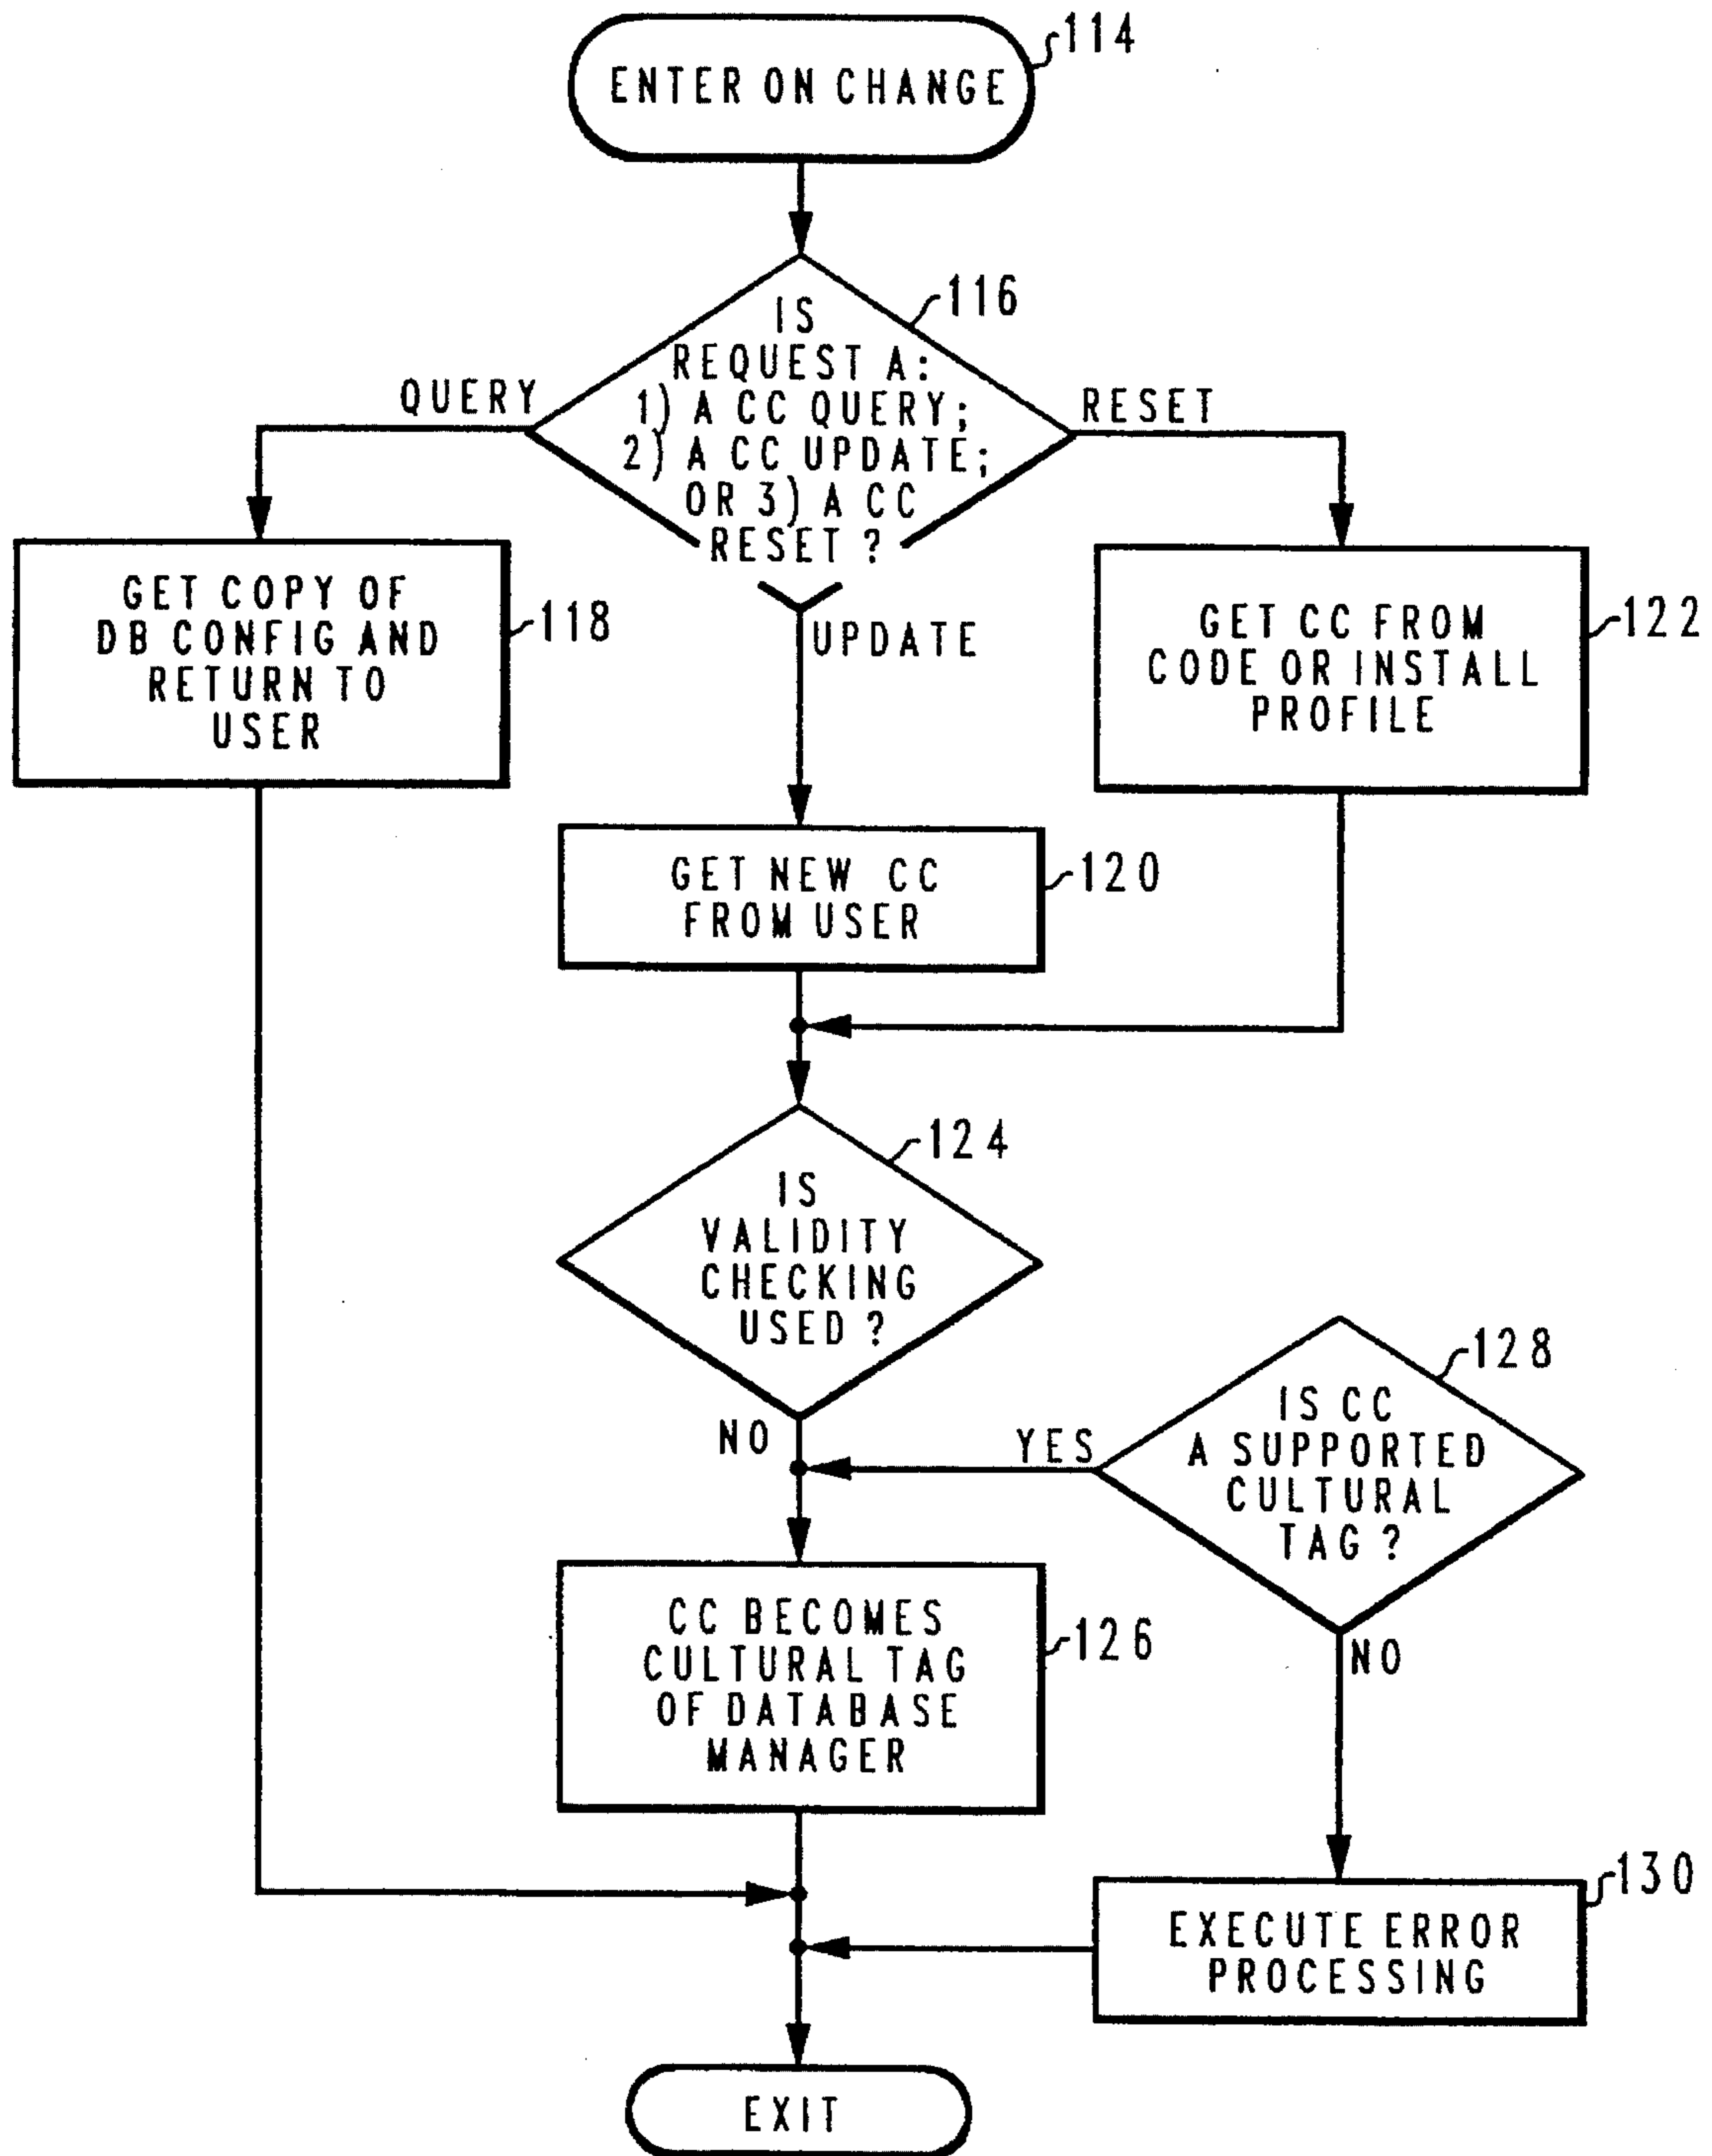 ENTER ON CHANGE
114
IS
REQUEST A:
1) A CC QUERY;
2) A CC UPDATE;
OR 3) A CC
RESET ?
116
QUERY
RESET
UPDATE
GET COPY OF
DB CONFIG AND
RETURN TO
USER
118
GET CC FROM
CODE OR INSTALL
PROFILE
122
GET NEW CC
FROM USER
120
IS
VALIDITY
CHECKING
USED ?
124
NO
YES
IS CC
A SUPPORTED
CULTURAL
TAG ?
128
NO
CC BECOMES
CULTURAL TAG
OF DATABASE
MANAGER
126
EXECUTE ERROR
PROCESSING
130
EXIT